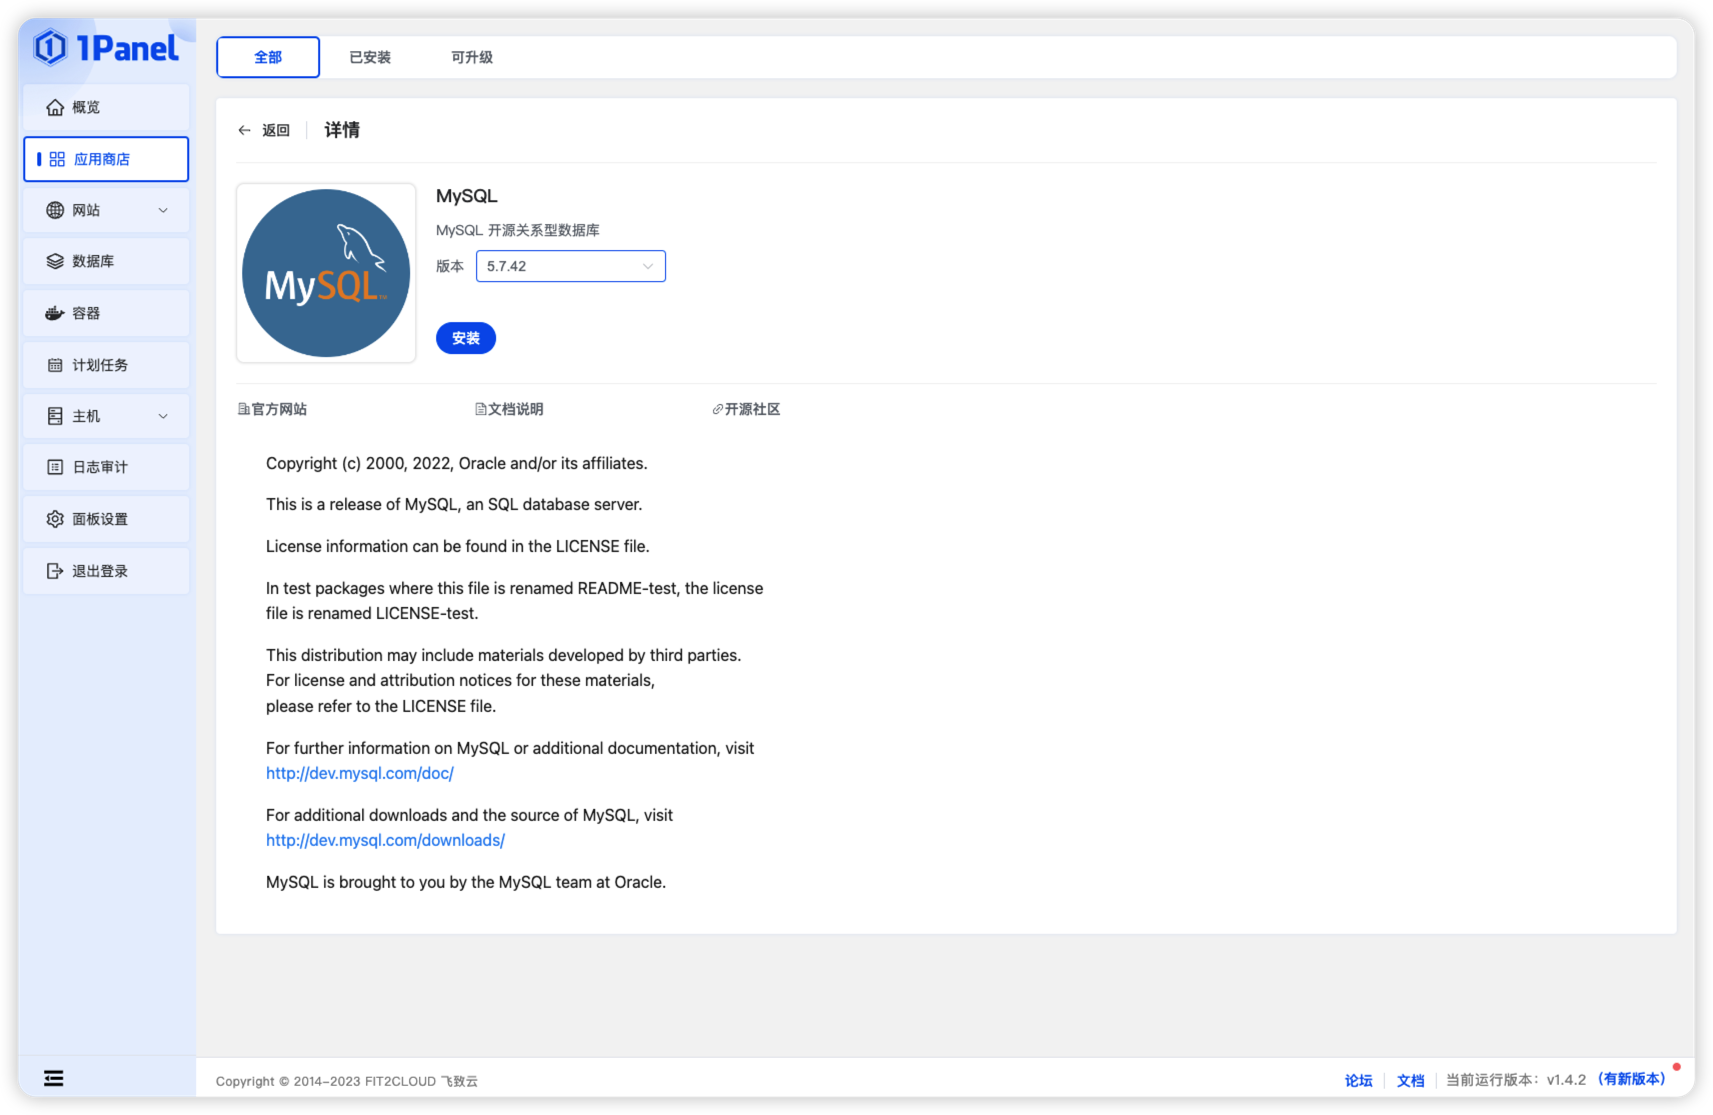 1Panel
概览
应用商店
网站
数据库
容器
计划任务
主机
日志审计
面板设置
退出登录
全部
已安装
可升级
返回
详情
MySQL™
MySQL
MySQL 开源关系型数据库
版本
5.7.42
安装
官方网站
文档说明
开源社区
Copyright (c) 2000, 2022, Oracle and/or its affiliates.
This is a release of MySQL, an SQL database server.
License information can be found in the LICENSE file.
In test packages where this file is renamed README-test, the license
file is renamed LICENSE-test.
This distribution may include materials developed by third parties.
For license and attribution notices for these materials,
please refer to the LICENSE file.
For further information on MySQL or additional documentation, visit
http://dev.mysql.com/doc/
For additional downloads and the source of MySQL, visit
http://dev.mysql.com/downloads/
MySQL is brought to you by the MySQL team at Oracle.
Copyright © 2014-2023 FIT2CLOUD 飞致云
论坛
文档
当前运行版本: v1.4.2 (有新版本)